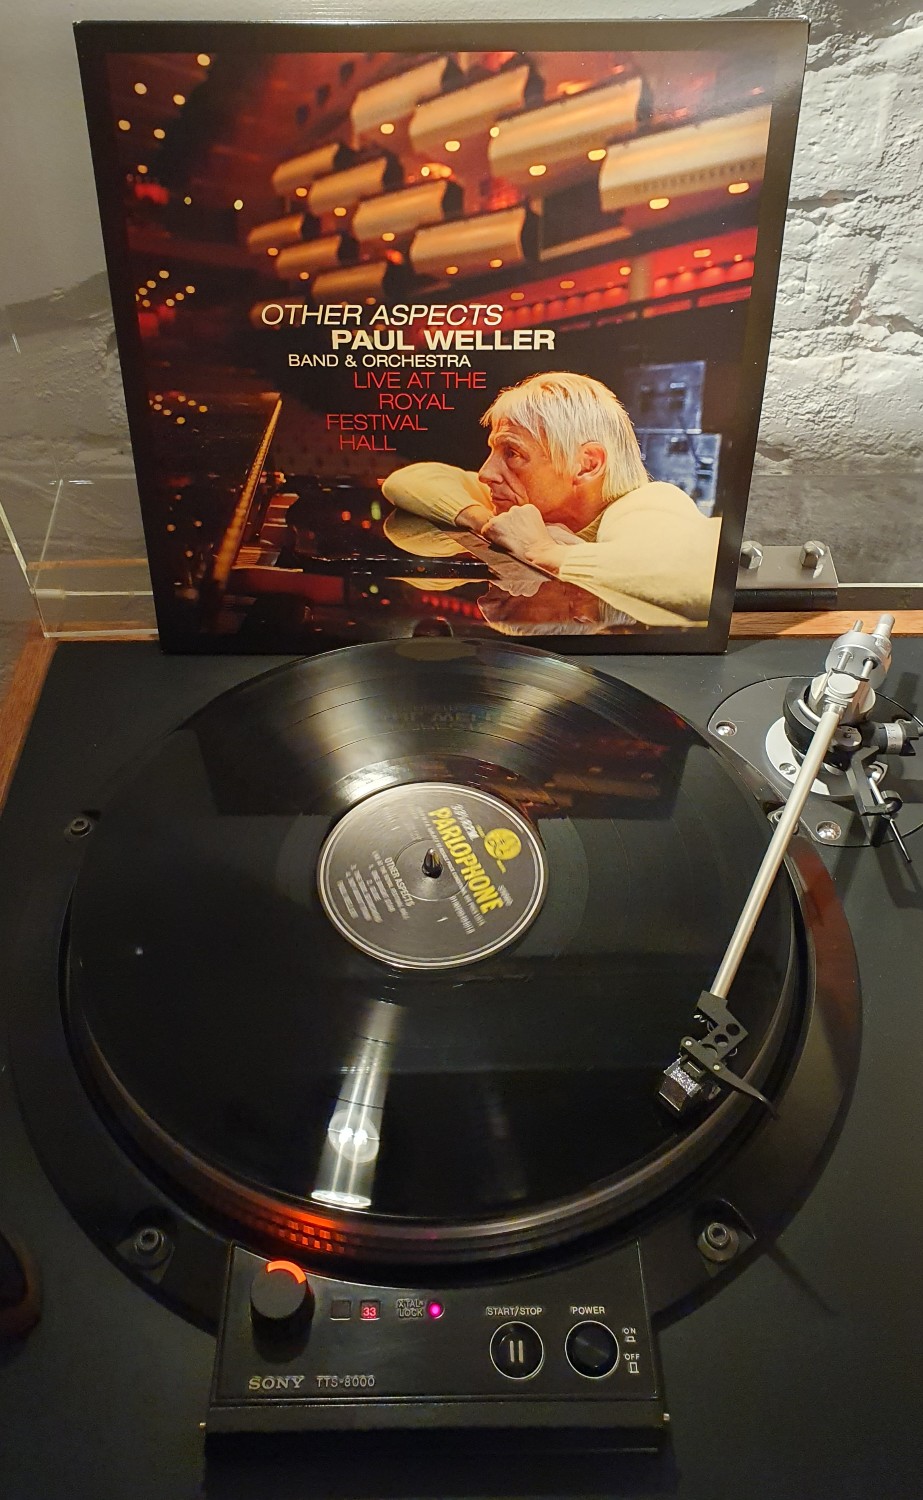 OTHER ASPECTS
PAUL WELLER
BAND & ORCHESTRA
LIVE AT THE
ROYAL
FESTIVAL
HALL
PARLOPHONE
OTHER ASPECTS
33
X'TAL
LOCK
START/STOP
POWER
ON
OFF
SONY TTS-8000